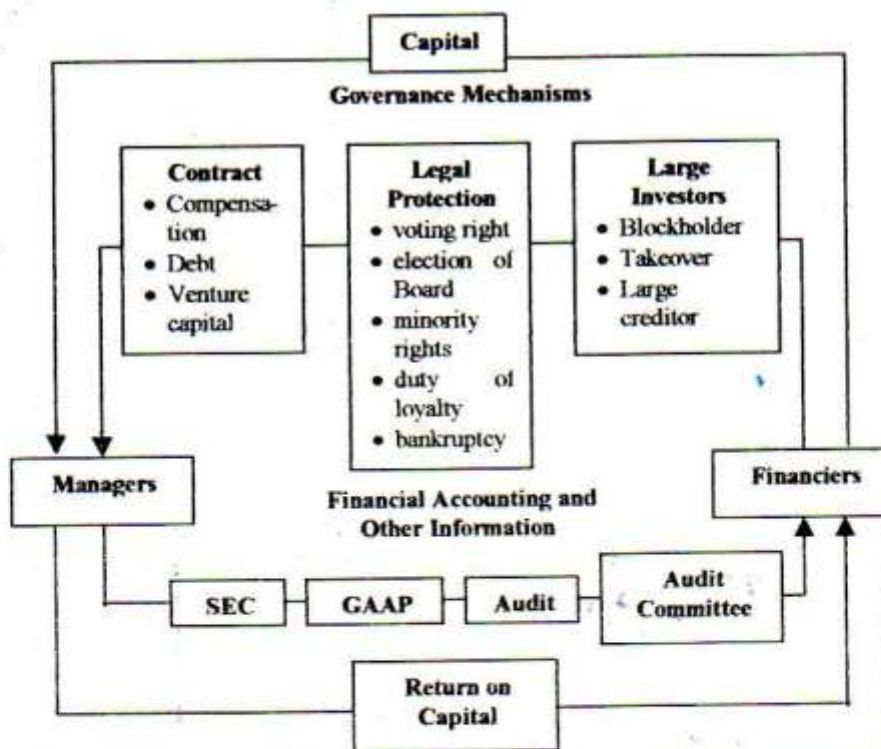 Capital
Governance Mechanisms
Contract
• Compensa-
tion
• Debt
• Venture
capital
Legal
Protection
• voting right
• election of
Board
• minority
rights
• duty of
loyalty
• bankruptcy
Large
Investors
• Blockholder
• Takeover
• Large
creditor
Managers
Financiers
Financial Accounting and
Other Information
SEC
GAAP
Audit
Audit
Committee
Return on
Capital